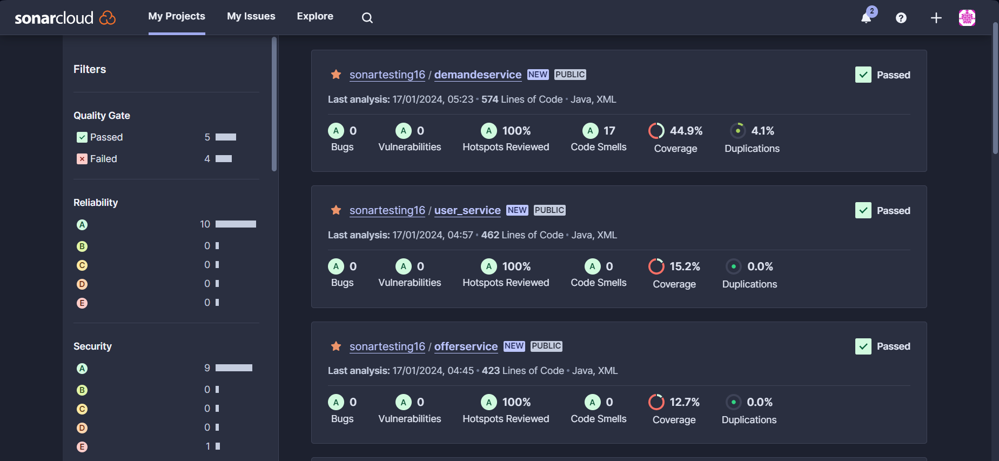 sonarcloud
My Projects
My Issues
Explore
2
?
Filters
Quality Gate
Passed 5
Failed 4
Reliability
A 10
B 0
C 0
D 0
E 0
Security
A 9
B 0
C 0
D 0
E 1
sonartesting16 / demandeservice NEW PUBLIC
Passed
Last analysis: 17/01/2024, 05:23 • 574 Lines of Code • Java, XML
A 0 A 0 A 100% A 17 44.9% 4.1%
Bugs Vulnerabilities Hotspots Reviewed Code Smells Coverage Duplications
sonartesting16 / user_service NEW PUBLIC
Passed
Last analysis: 17/01/2024, 04:57 • 462 Lines of Code • Java, XML
A 0 A 0 A 100% A 0 15.2% 0.0%
Bugs Vulnerabilities Hotspots Reviewed Code Smells Coverage Duplications
sonartesting16 / offerservice NEW PUBLIC
Passed
Last analysis: 17/01/2024, 04:45 • 423 Lines of Code • Java, XML
A 0 A 0 A 100% A 0 12.7% 0.0%
Bugs Vulnerabilities Hotspots Reviewed Code Smells Coverage Duplications